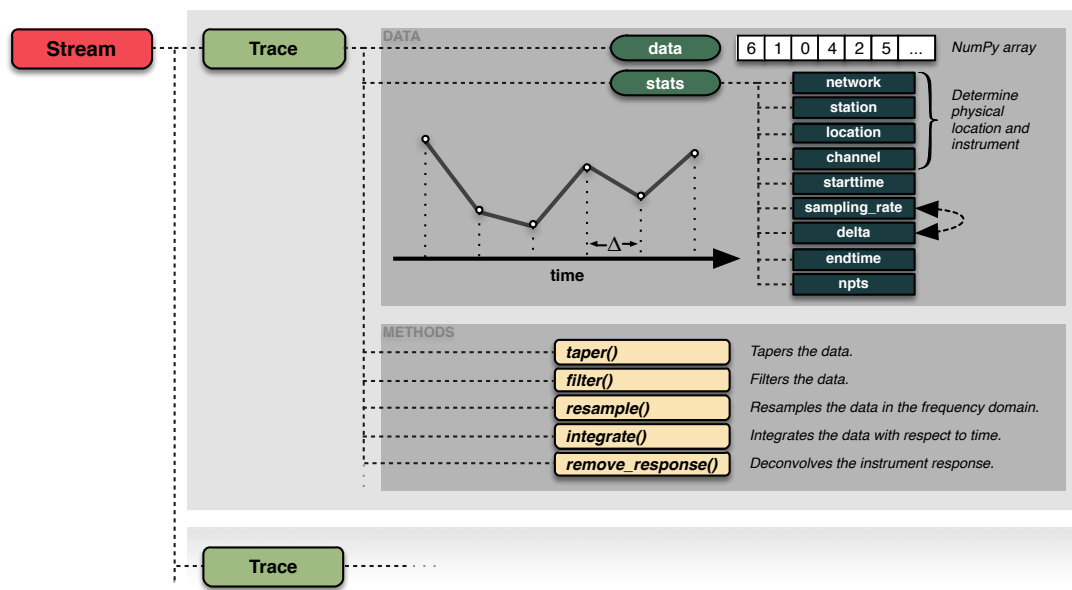 Stream
Trace
DATA
data
6 1 0 4 2 5 ...
NumPy array
stats
network
station
location
channel
starttime
sampling_rate
delta
endtime
npts
Determine
physical
location and
instrument
Δ
time
METHODS
taper()
Tapers the data.
filter()
Filters the data.
resample()
Resamples the data in the frequency domain.
integrate()
Integrates the data with respect to time.
remove_response()
Deconvolves the instrument response.
Trace